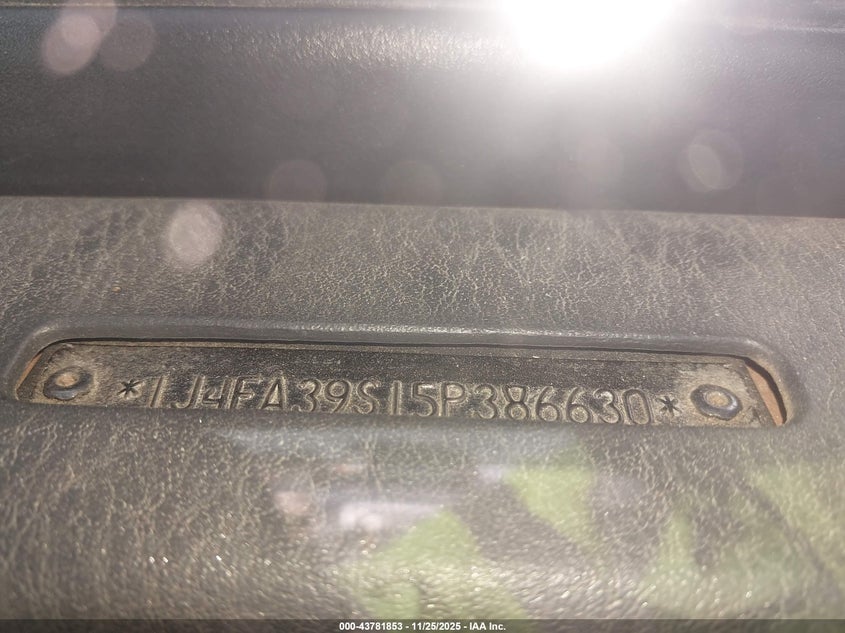 *1J4FA39S15P386630*
000-43781853 - 11/25/2025 - IAA Inc.